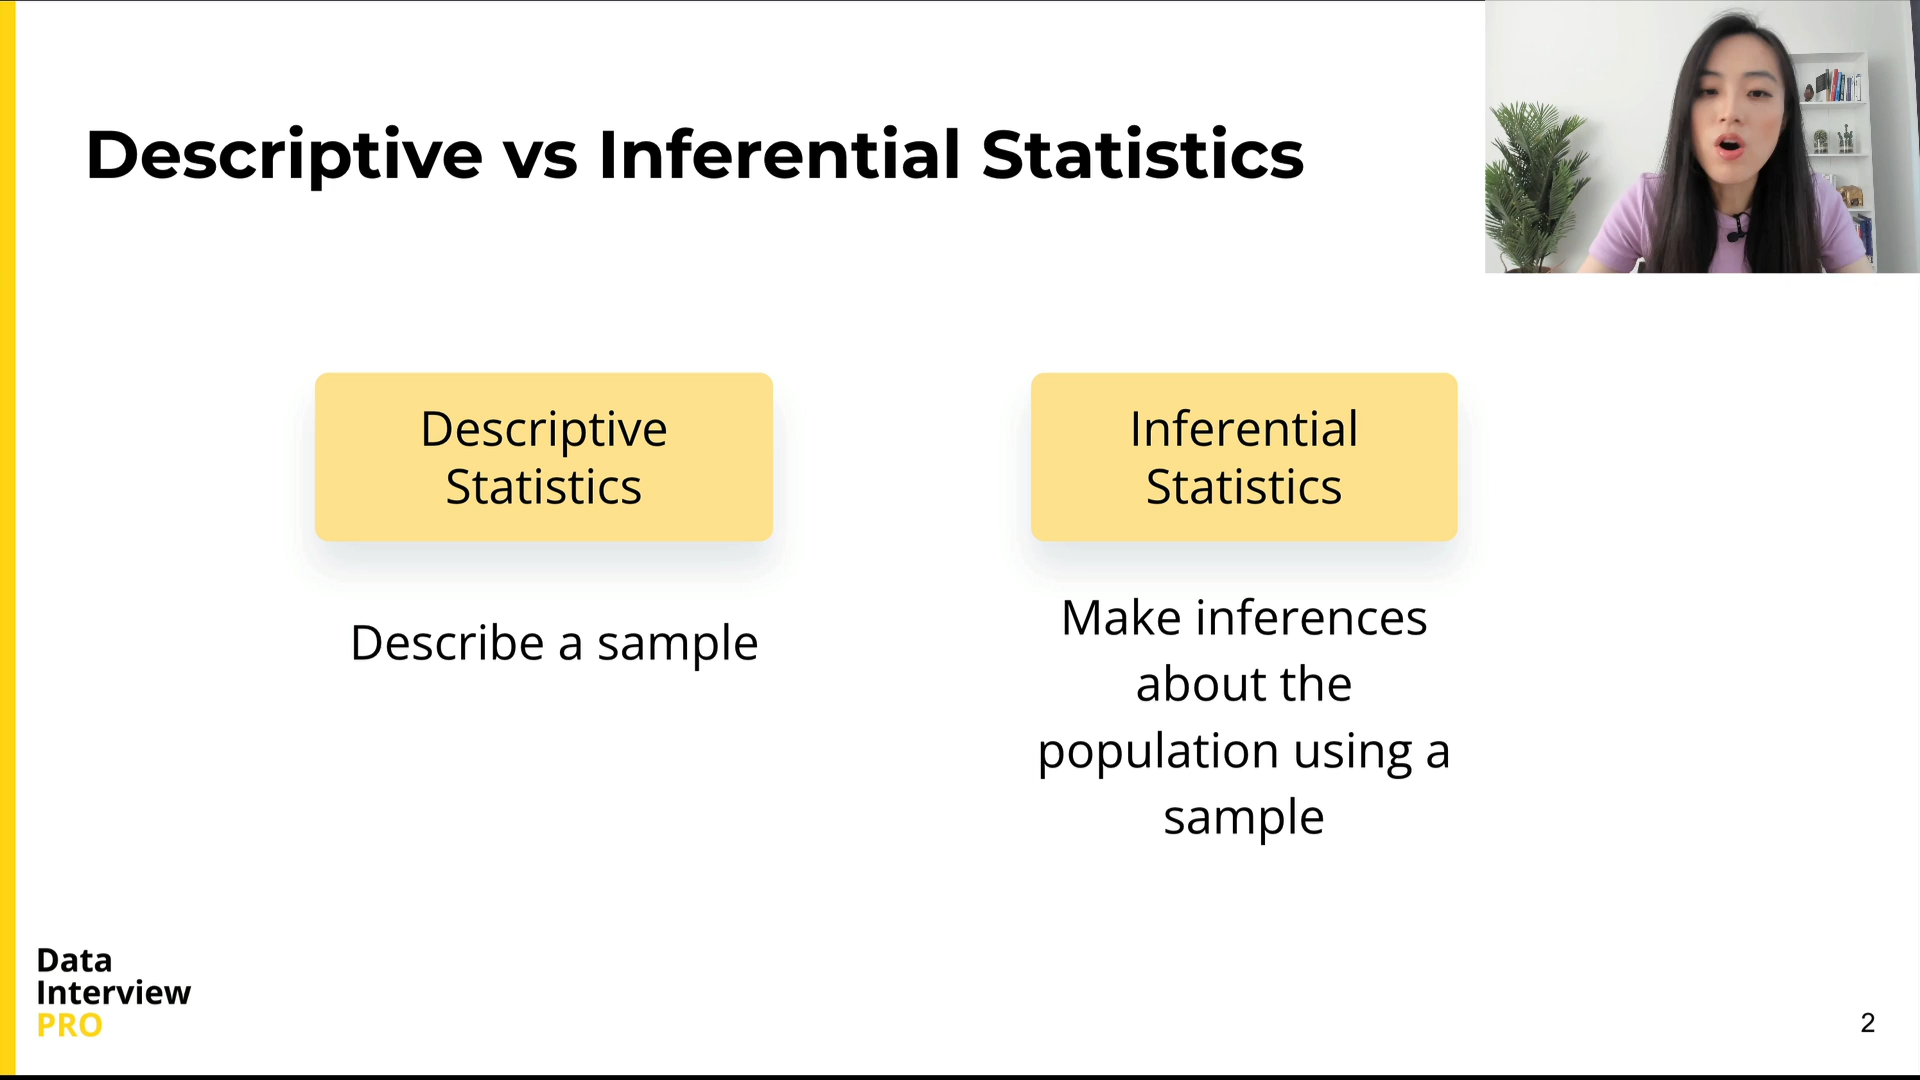 Descriptive vs Inferential Statistics
Descriptive
Statistics
Describe a sample
Inferential
Statistics
Make inferences
about the
population using a
sample
Data
Interview
PRO
2